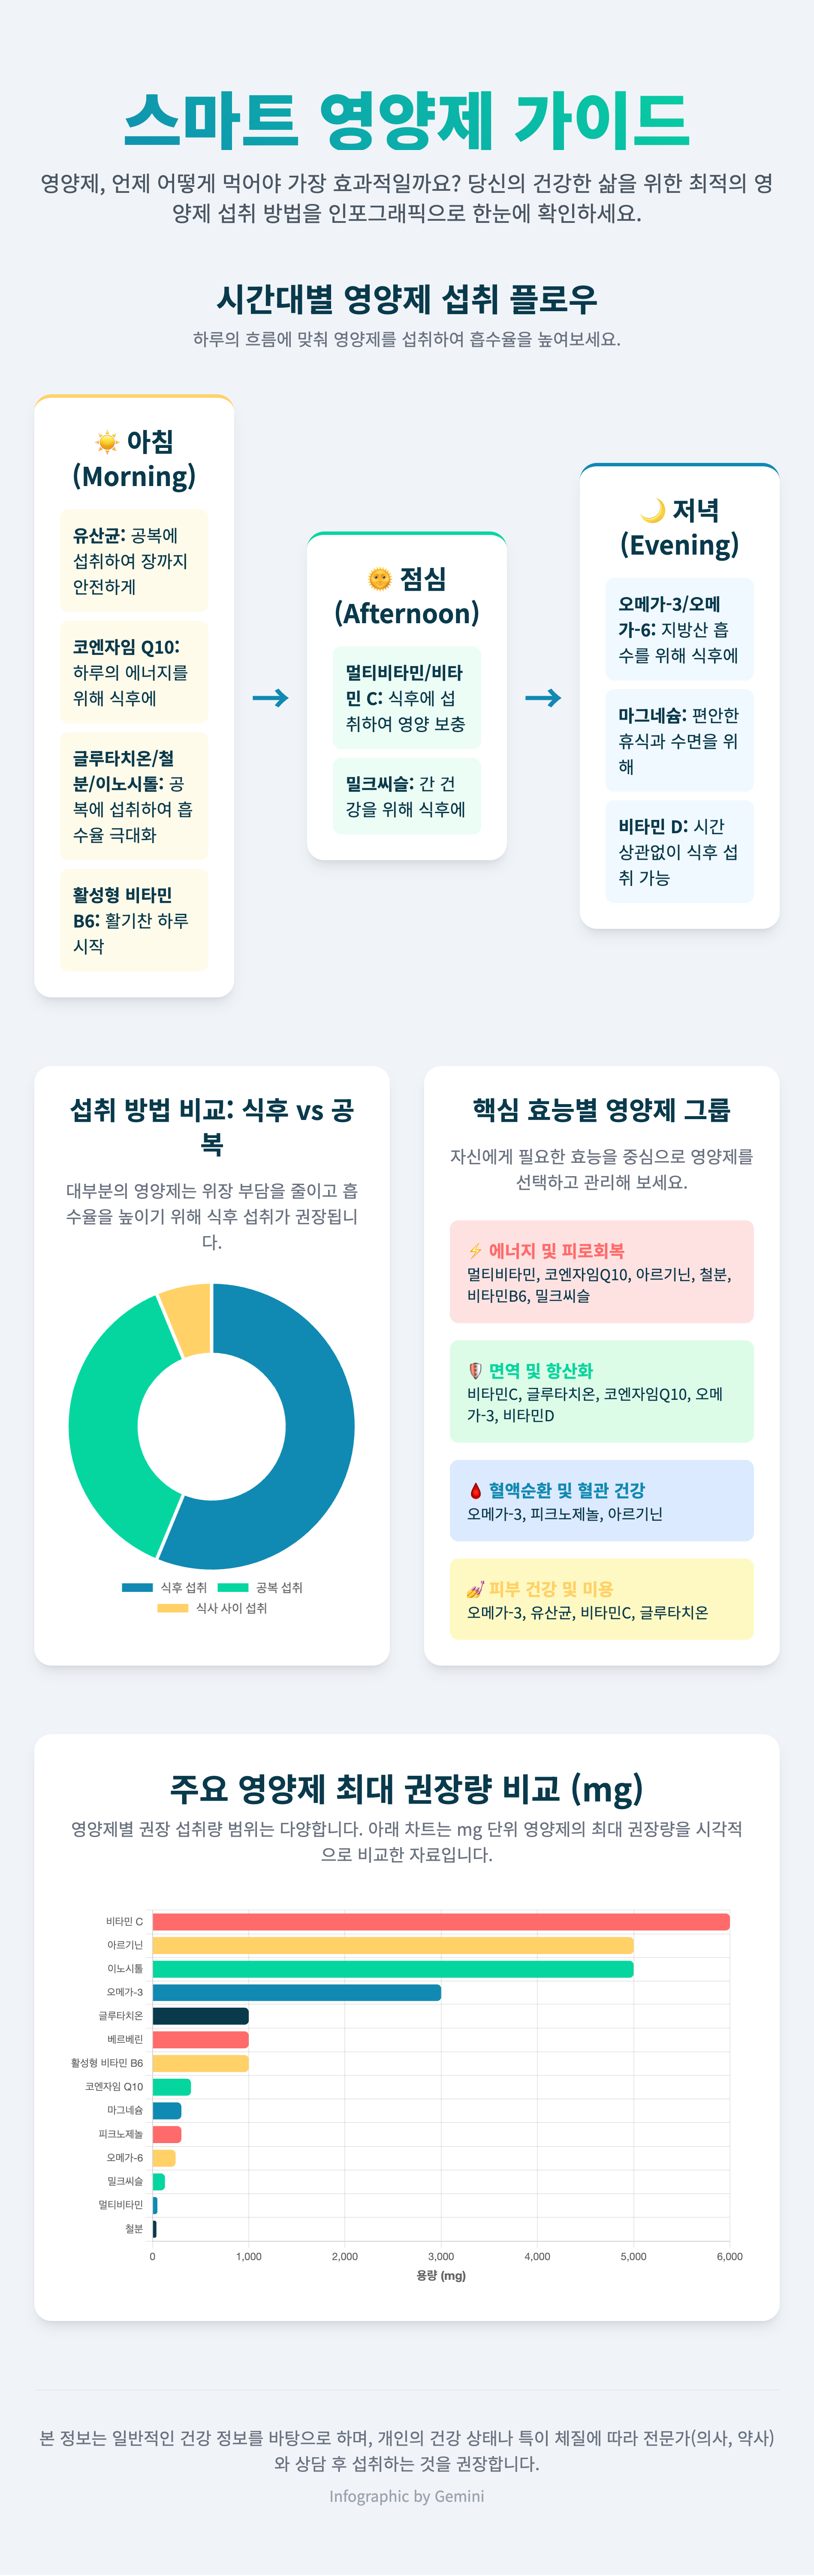 스마트 영양제 가이드
영양제, 언제 어떻게 먹어야 가장 효과적일까요? 당신의 건강한 삶을 위한 최적의 영
양제 섭취 방법을 인포그래픽으로 한눈에 확인하세요.
시간대별 영양제 섭취 플로우
하루의 흐름에 맞춰 영양제를 섭취하여 흡수율을 높여보세요.
☀️ 아침
(Morning)
유산균: 공복에
섭취하여 장까지
안전하게
코엔자임 Q10:
하루의 에너지를
위해 식후에
글루타치온/철
분/이노시톨: 공
복에 섭취하여 흡
수율 극대화
활성형 비타민
B6: 활기찬 하루
시작
→
🌞 점심
(Afternoon)
멀티비타민/비타
민 C: 식후에 섭
취하여 영양 보충
밀크씨슬: 간 건
강을 위해 식후에
→
🌙 저녁
(Evening)
오메가-3/오메
가-6: 지방산 흡
수를 위해 식후에
마그네슘: 편안한
휴식과 수면을 위
해
비타민 D: 시간
상관없이 식후 섭
취 가능
섭취 방법 비교: 식후 vs 공
복
대부분의 영양제는 위장 부담을 줄이고 흡
수율을 높이기 위해 식후 섭취가 권장됩니
다.
식후 섭취 공복 섭취
식사 사이 섭취
핵심 효능별 영양제 그룹
자신에게 필요한 효능을 중심으로 영양제를
선택하고 관리해 보세요.
⚡ 에너지 및 피로회복
멀티비타민, 코엔자임Q10, 아르기닌, 철분,
비타민B6, 밀크씨슬
🛡️ 면역 및 항산화
비타민C, 글루타치온, 코엔자임Q10, 오메
가-3, 비타민D
🩸 혈액순환 및 혈관 건강
오메가-3, 피크노제놀, 아르기닌
💅 피부 건강 및 미용
오메가-3, 유산균, 비타민C, 글루타치온
주요 영양제 최대 권장량 비교 (mg)
영양제별 권장 섭취량 범위는 다양합니다. 아래 차트는 mg 단위 영양제의 최대 권장량을 시각적
으로 비교한 자료입니다.
비타민 C
아르기닌
이노시톨
오메가-3
글루타치온
베르베린
활성형 비타민 B6
코엔자임 Q10
마그네슘
피크노제놀
오메가-6
밀크씨슬
멀티비타민
철분
0 1,000 2,000 3,000 4,000 5,000 6,000
용량 (mg)
본 정보는 일반적인 건강 정보를 바탕으로 하며, 개인의 건강 상태나 특이 체질에 따라 전문가(의사, 약사)
와 상담 후 섭취하는 것을 권장합니다.
Infographic by Gemini